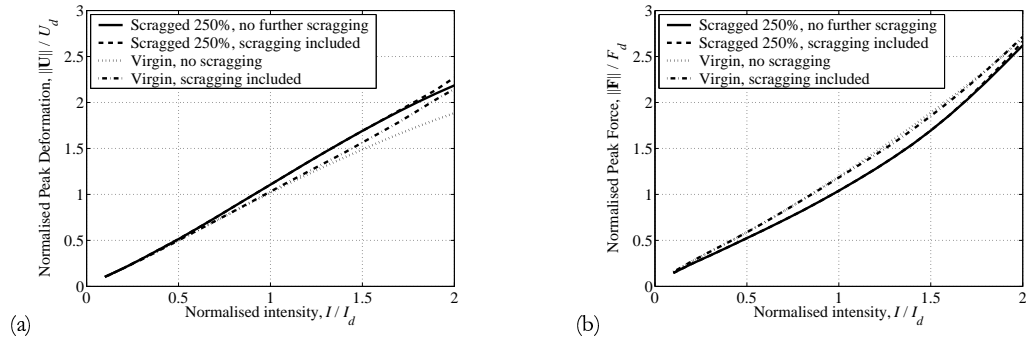 3
2.5
2
1.5
1
0.5
0
0
0.5
1
1.5
2
Normalised Peak Deformation, ||U|| / U_d
Normalised intensity, I / I_d
Scragged 250%, no further scragging
Scragged 250%, scragging included
Virgin, no scragging
Virgin, scragging included
(a)
3
2.5
2
1.5
1
0.5
0
0
0.5
1
1.5
2
Normalised Peak Force, ||F|| / F_d
Normalised intensity, I / I_d
Scragged 250%, no further scragging
Scragged 250%, scragging included
Virgin, no scragging
Virgin, scragging included
(b)